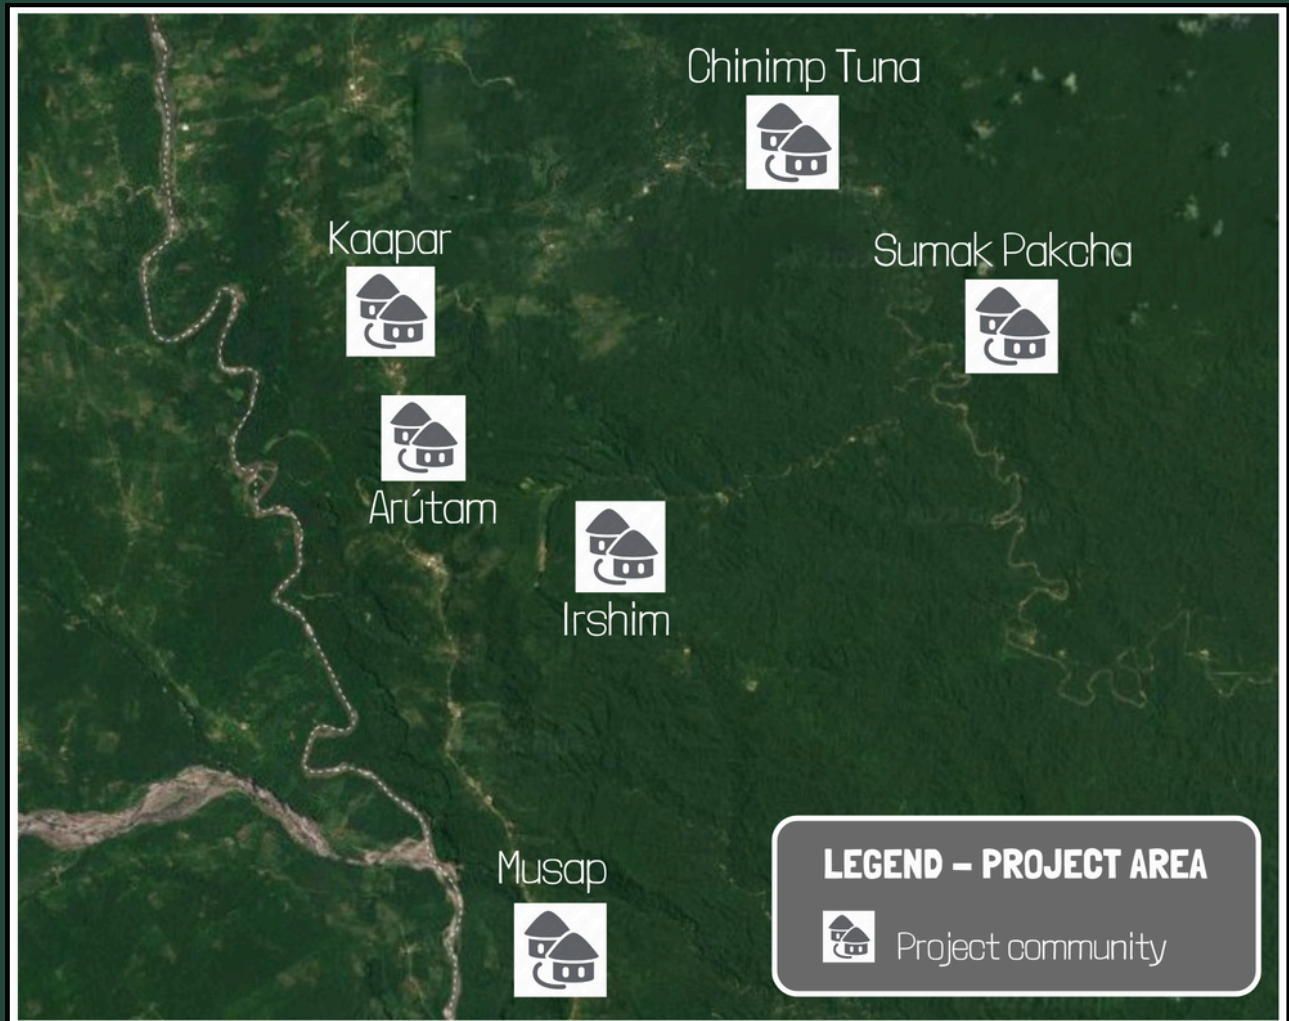 Chinimp Tuna
Kaapar
Sumak Pakcha
Arútam
Irshim
Musap
LEGEND – PROJECT AREA
Project community